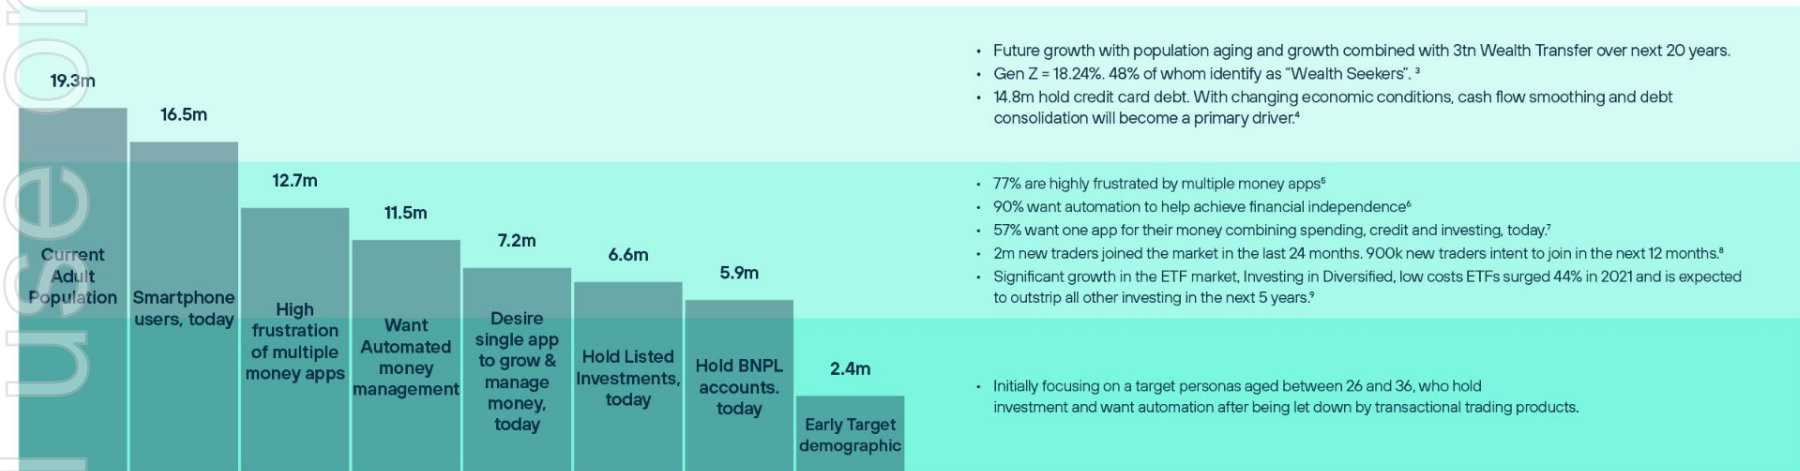 19.3m
16.5m
12.7m
11.5m
7.2m
6.6m
5.9m
2.4m
Current
Adult
Population
Smartphone
users, today
High
frustration
of multiple
money apps
Want
Automated
money
management
Desire
single app
to grow &
manage
money,
today
Hold Listed
Investments,
today
Hold BNPL
accounts.
today
Early Target
demographic
• Future growth with population aging and growth combined with 3tn Wealth Transfer over next 20 years.
• Gen Z = 18.24%. 48% of whom identify as “Wealth Seekers”. ³
• 14.8m hold credit card debt. With changing economic conditions, cash flow smoothing and debt
consolidation will become a primary driver.⁴
• 77% are highly frustrated by multiple money apps⁵
• 90% want automation to help achieve financial independence⁶
• 57% want one app for their money combining spending, credit and investing, today.⁷
• 2m new traders joined the market in the last 24 months. 900k new traders intent to join in the next 12 months.⁸
• Significant growth in the ETF market, Investing in Diversified, low costs ETFs surged 44% in 2021 and is expected
to outstrip all other investing in the next 5 years.⁹
• Initially focusing on a target personas aged between 26 and 36, who hold
investment and want automation after being let down by transactional trading products.
use or